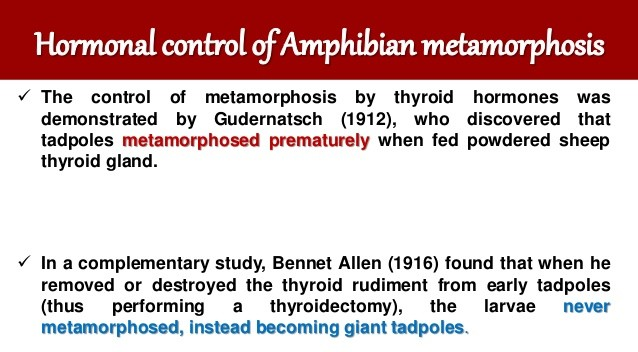 Hormonal control of Amphibian metamorphosis
✓ The control of metamorphosis by thyroid hormones was
demonstrated by Gudernatsch (1912), who discovered that
tadpoles metamorphosed prematurely when fed powdered sheep
thyroid gland.
✓ In a complementary study, Bennet Allen (1916) found that when he
removed or destroyed the thyroid rudiment from early tadpoles
(thus performing a thyroidectomy), the larvae never
metamorphosed, instead becoming giant tadpoles.